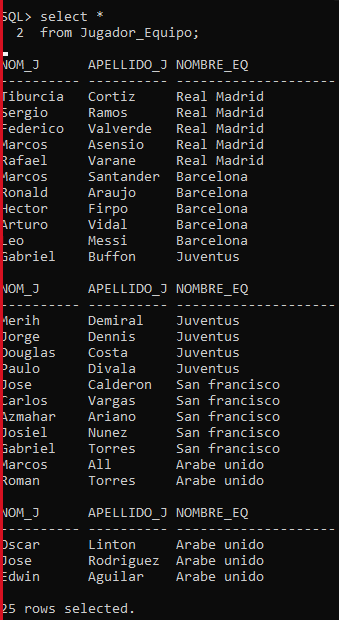 SQL> select *
  2  from Jugador_Equipo;

NOM_J      APELLIDO_J NOMBRE_EQ
---------- ---------- --------------------
Tiburcia   Cortiz     Real Madrid
Sergio     Ramos      Real Madrid
Federico   Valverde   Real Madrid
Marcos     Asensio    Real Madrid
Rafael     Varane     Real Madrid
Marcos     Santander  Barcelona
Ronald     Araujo     Barcelona
Hector     Firpo      Barcelona
Arturo     Vidal      Barcelona
Leo        Messi      Barcelona
Gabriel    Buffon     Juventus

NOM_J      APELLIDO_J NOMBRE_EQ
---------- ---------- --------------------
Merih      Demiral    Juventus
Jorge      Dennis     Juventus
Douglas    Costa      Juventus
Paulo      Divala     Juventus
Jose       Calderon   San francisco
Carlos     Vargas     San francisco
Azmahar    Ariano     San francisco
Josiel     Nunez      San francisco
Gabriel    Torres     San francisco
Marcos     All        Arabe unido
Roman      Torres     Arabe unido

NOM_J      APELLIDO_J NOMBRE_EQ
---------- ---------- --------------------
Oscar      Linton     Arabe unido
Jose       Rodriguez  Arabe unido
Edwin      Aguilar    Arabe unido

25 rows selected.